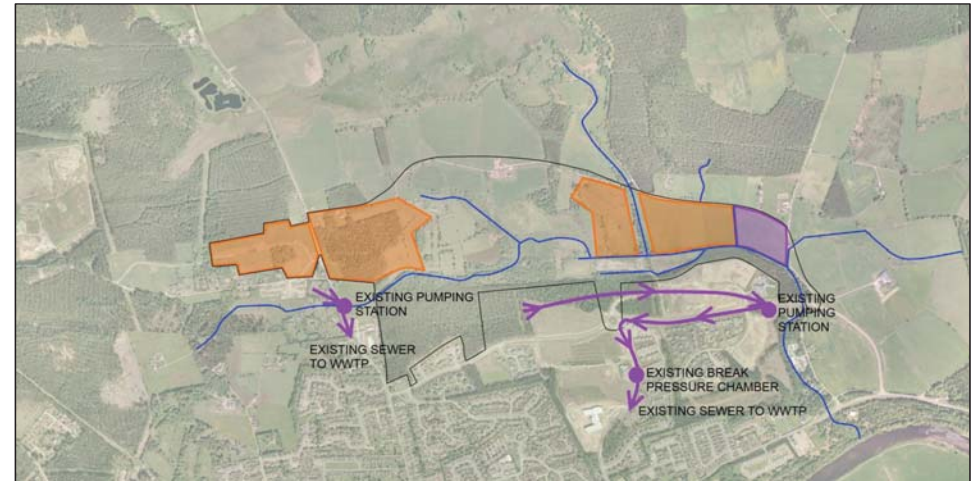 EXISTING PUMPING
STATION
EXISTING SEWER
TO WWTP
EXISTING
PUMPING
STATION
EXISTING BREAK
PRESSURE CHAMBER
EXISTING SEWER TO WWTP